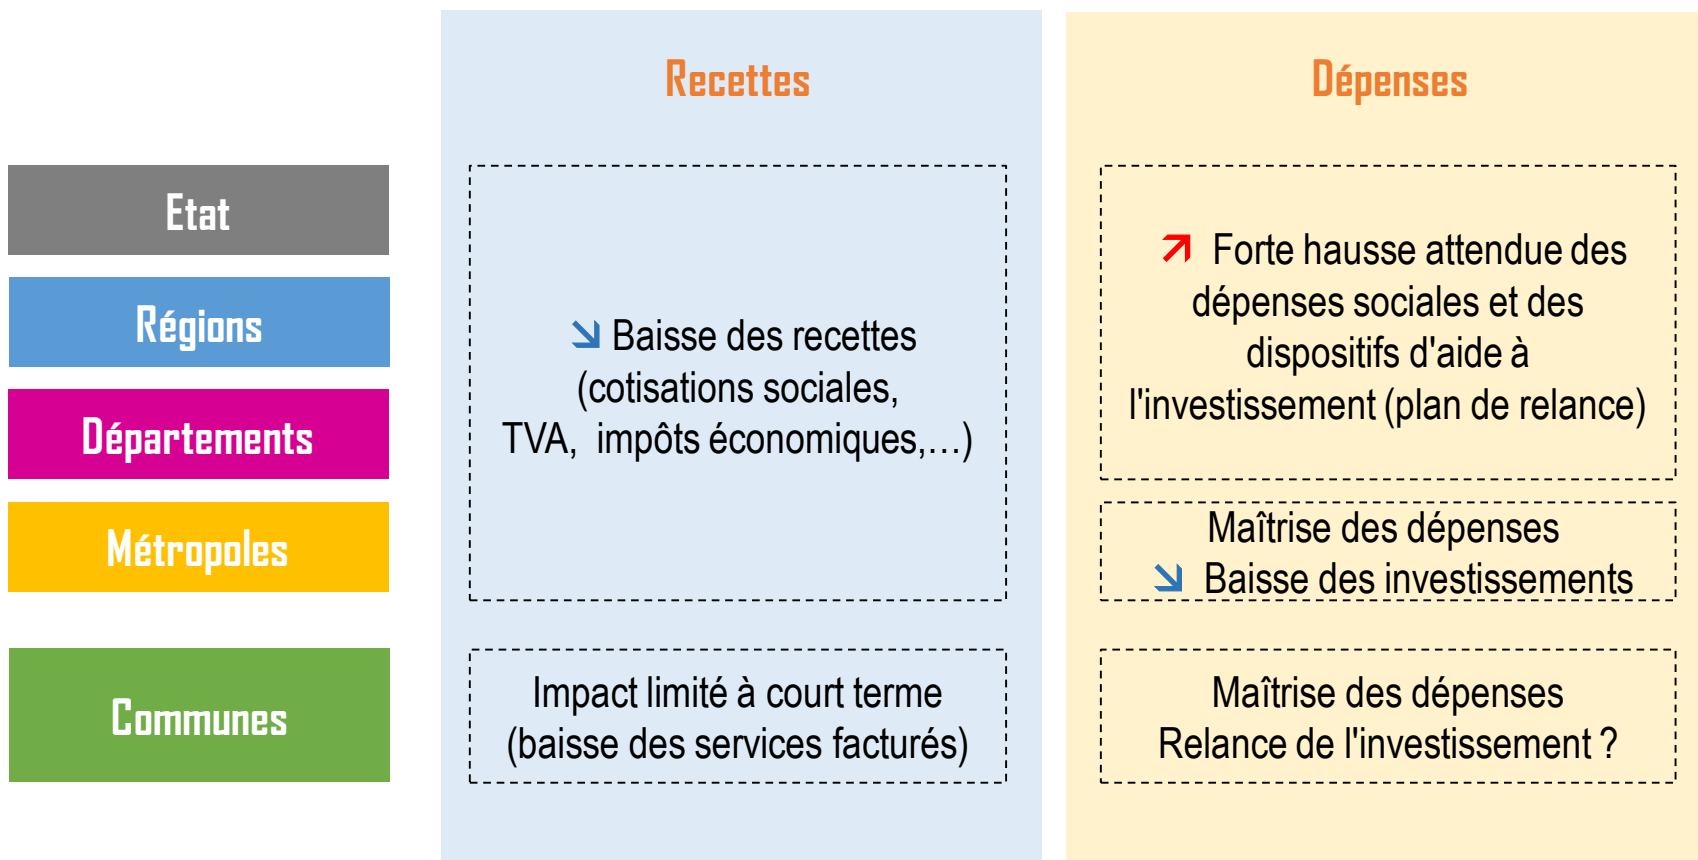 Recettes
Dépenses
Etat
Régions
Départements
Métropoles
Communes
Baisse des recettes
(cotisations sociales,
TVA, impôts économiques,…)
Impact limité à court terme
(baisse des services facturés)
Forte hausse attendue des
dépenses sociales et des
dispositifs d'aide à
l'investissement (plan de relance)
Maîtrise des dépenses
Baisse des investissements
Maîtrise des dépenses
Relance de l'investissement ?